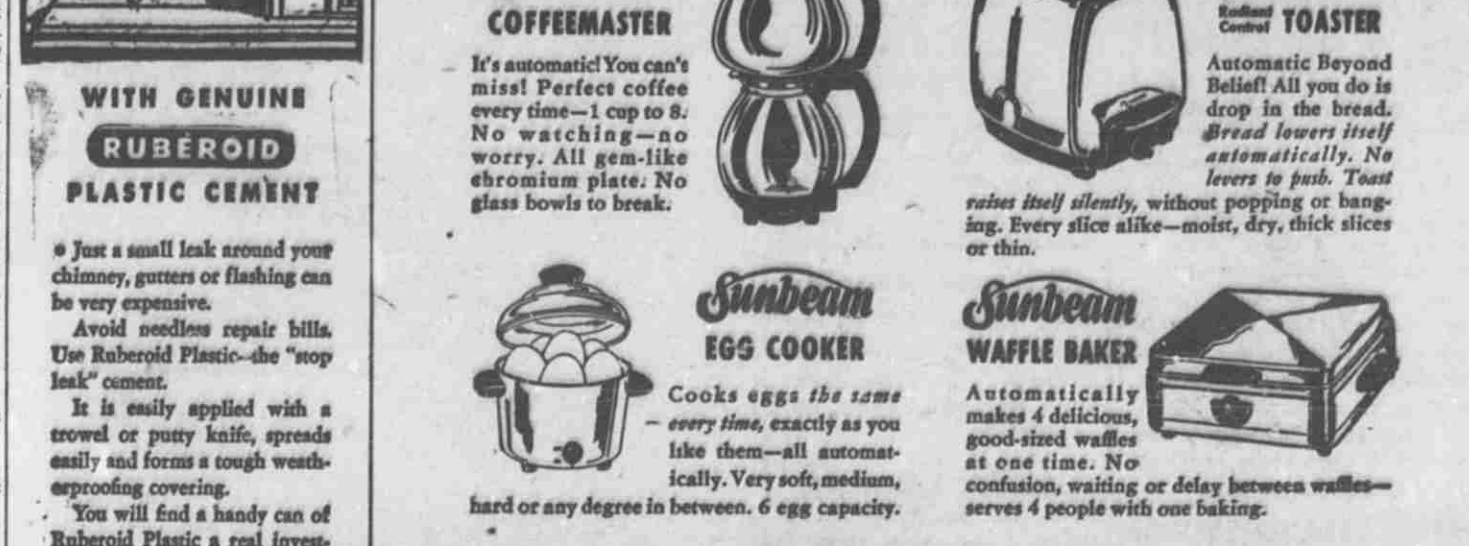 WITH GENUINE
RUBEROID
PLASTIC CEMENT
• Just a small leak around your
chimney, gutters or flashing can
be very expensive.
Avoid needless repair bills.
Use Ruberoid Plastic—the "stop
leak" cement.
It is easily applied with a
trowel or putty knife, spreads
easily and forms a tough weath-
erproofing covering.
You will find a handy can of
Ruberoid Plastic a real invest-
COFFEEMASTER
It's automatic! You can't
miss! Perfect coffee
every time—1 cup to 8.
No watching—no
worry. All gem-like
chromium plate. No
glass bowls to break.
Radiant
Control TOASTER
Automatic Beyond
Belief! All you do is
drop in the bread.
Bread lowers itself
automatically. No
levers to push. Toast
raises itself silently, without popping or bang-
ing. Every slice alike—moist, dry, thick slices
or thin.
Sunbeam
EGG COOKER
Cooks eggs the same
every time, exactly as you
like them—all automat-
ically. Very soft, medium,
hard or any degree in between. 6 egg capacity.
Sunbeam
WAFFLE BAKER
Automatically
makes 4 delicious,
good-sized waffles
at one time. No
confusion, waiting or delay between waffles—
serves 4 people with one baking.